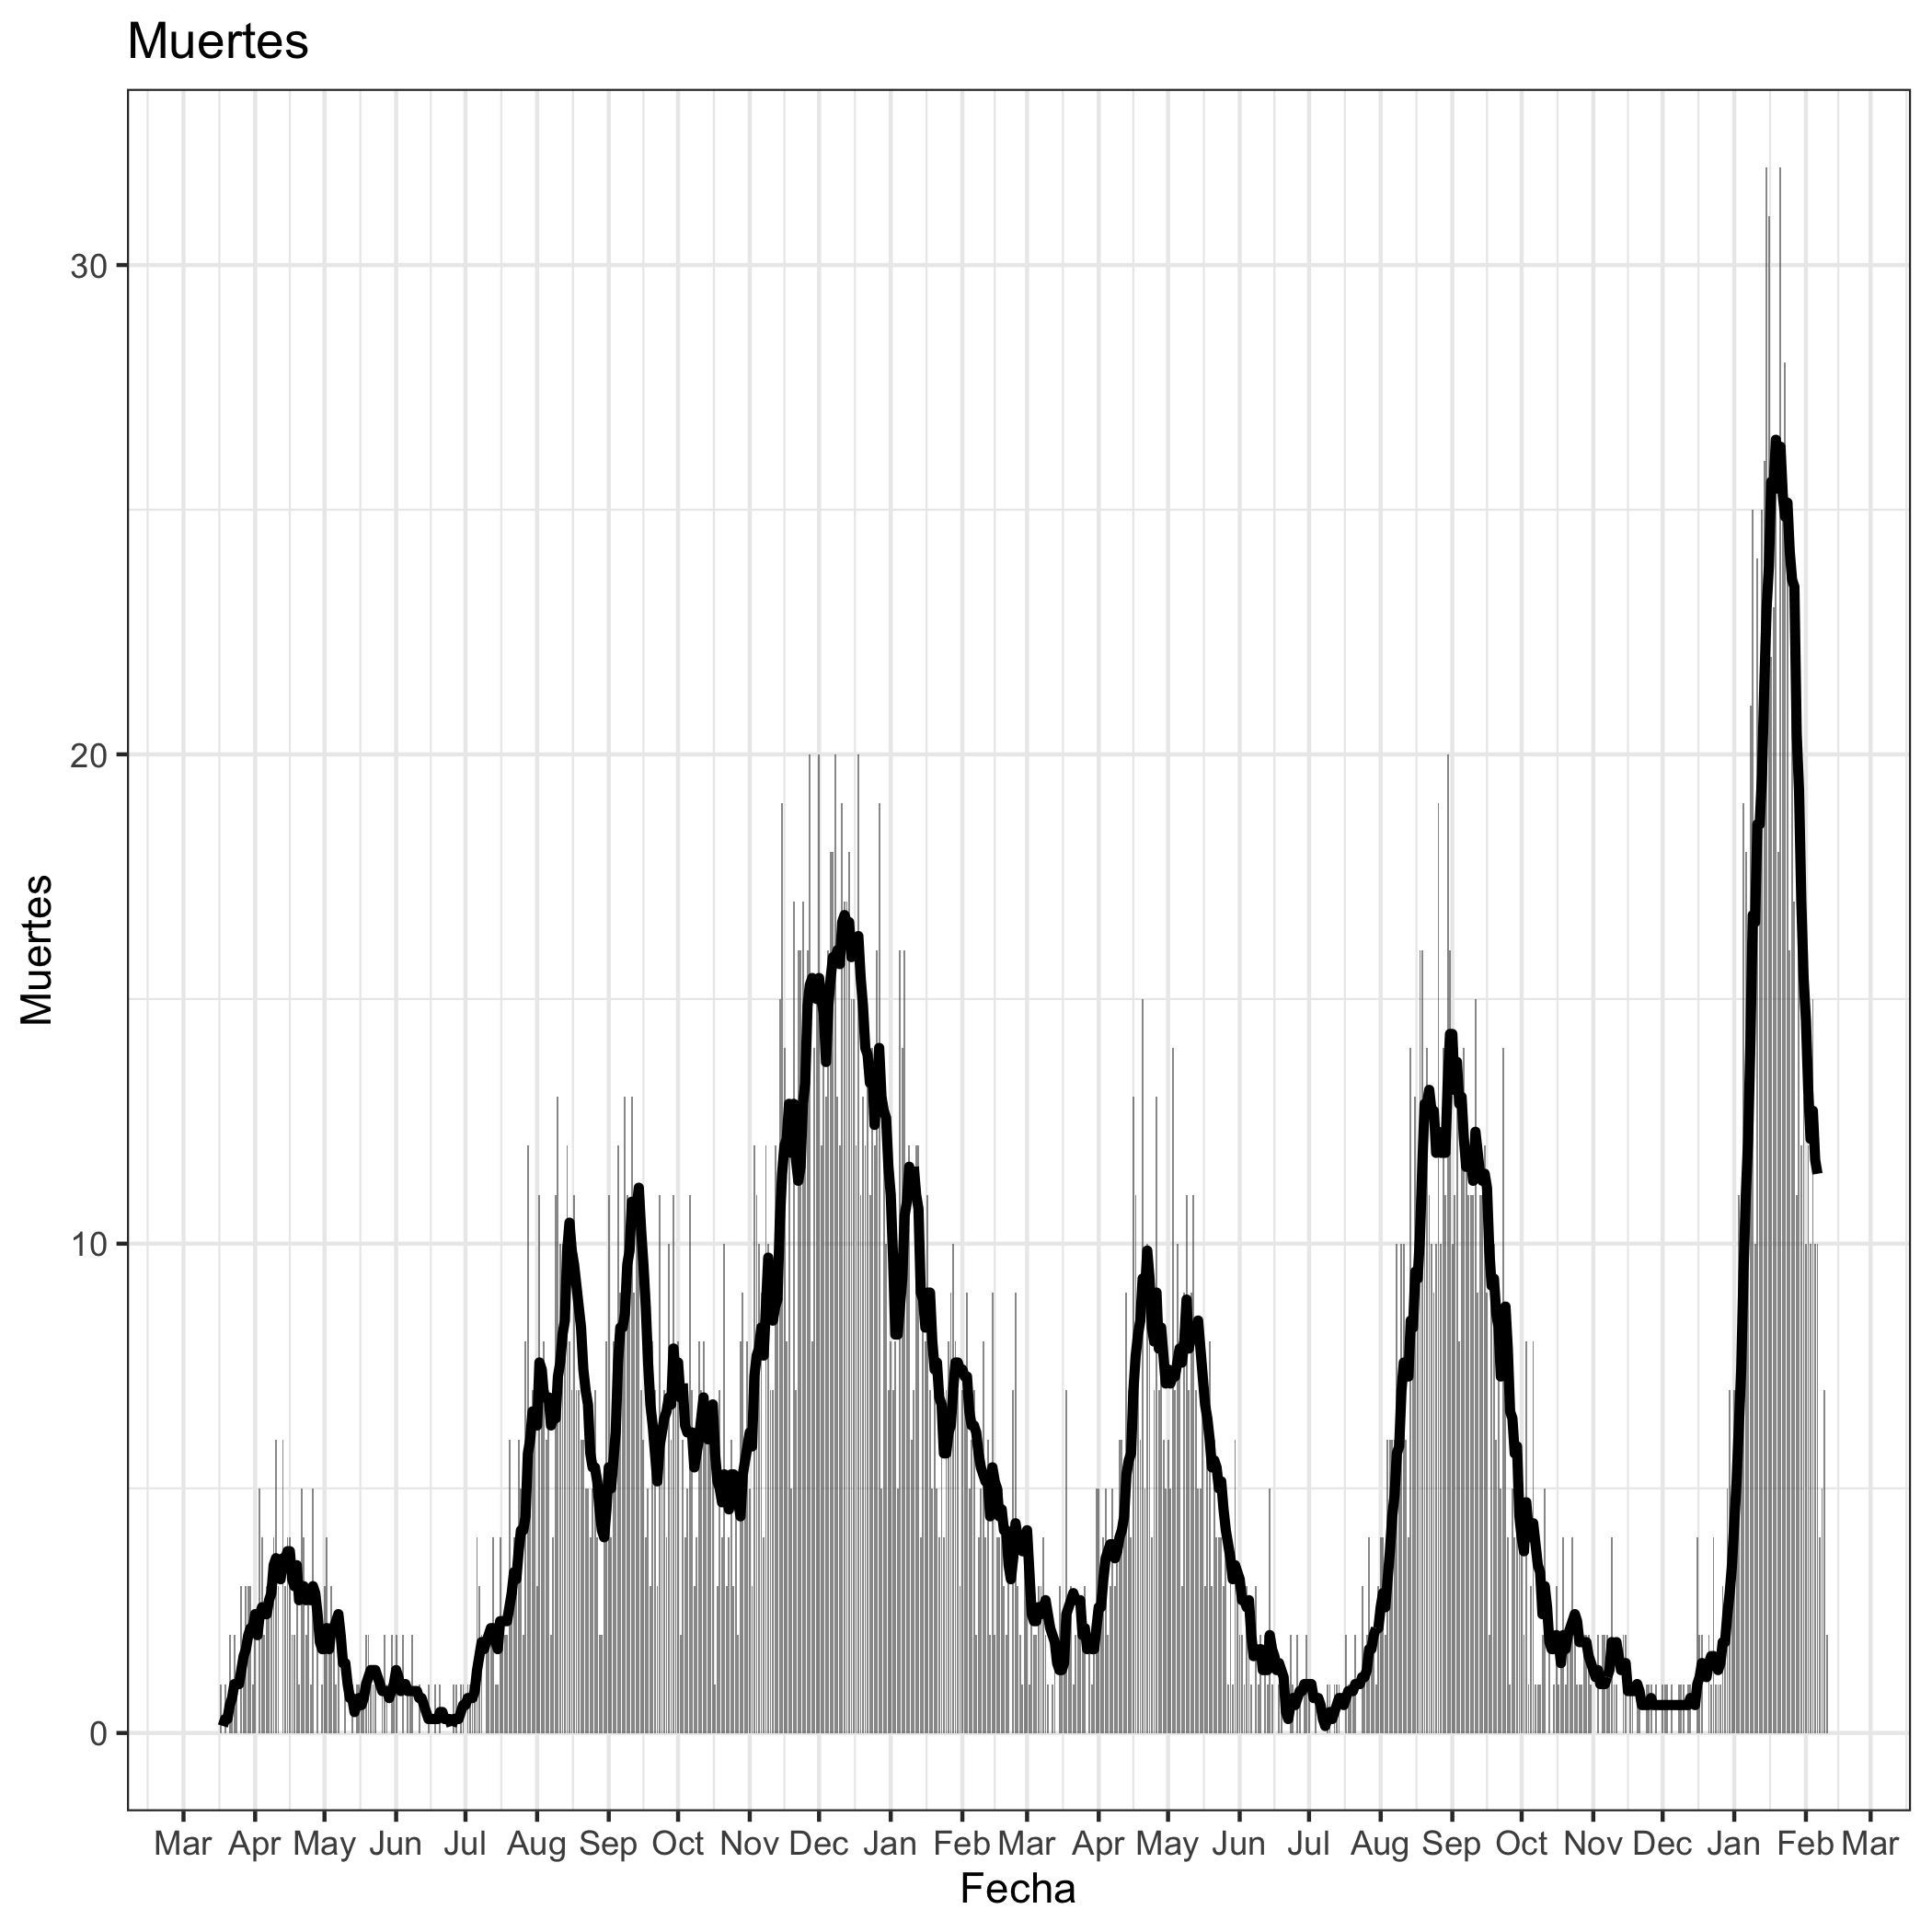 Muertes
Muertes
30
20
10
0
Mar Apr May Jun Jul Aug Sep Oct Nov Dec Jan Feb Mar Apr May Jun Jul Aug Sep Oct Nov Dec Jan Feb Mar
Fecha